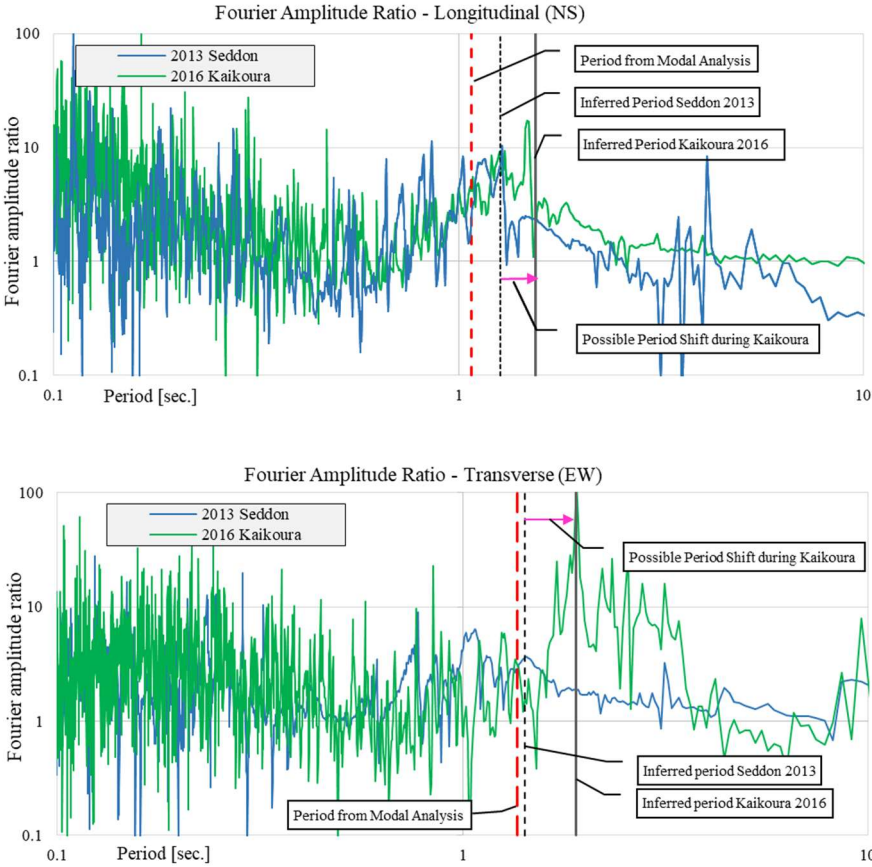 Fourier Amplitude Ratio - Longitudinal (NS)
100
2013 Seddon
2016 Kaikoura
Period from Modal Analysis
Inferred Period Seddon 2013
10
Inferred Period Kaikoura 2016
Fourier amplitude ratio
1
Possible Period Shift during Kaikoura
0.1
0.1
Period [sec.]
1
10
Fourier Amplitude Ratio - Transverse (EW)
100
2013 Seddon
2016 Kaikoura
Possible Period Shift during Kaikoura
10
Fourier amplitude ratio
1
Inferred period Seddon 2013
Inferred period Kaikoura 2016
Period from Modal Analysis
0.1
0.1
Period [sec.]
1
10